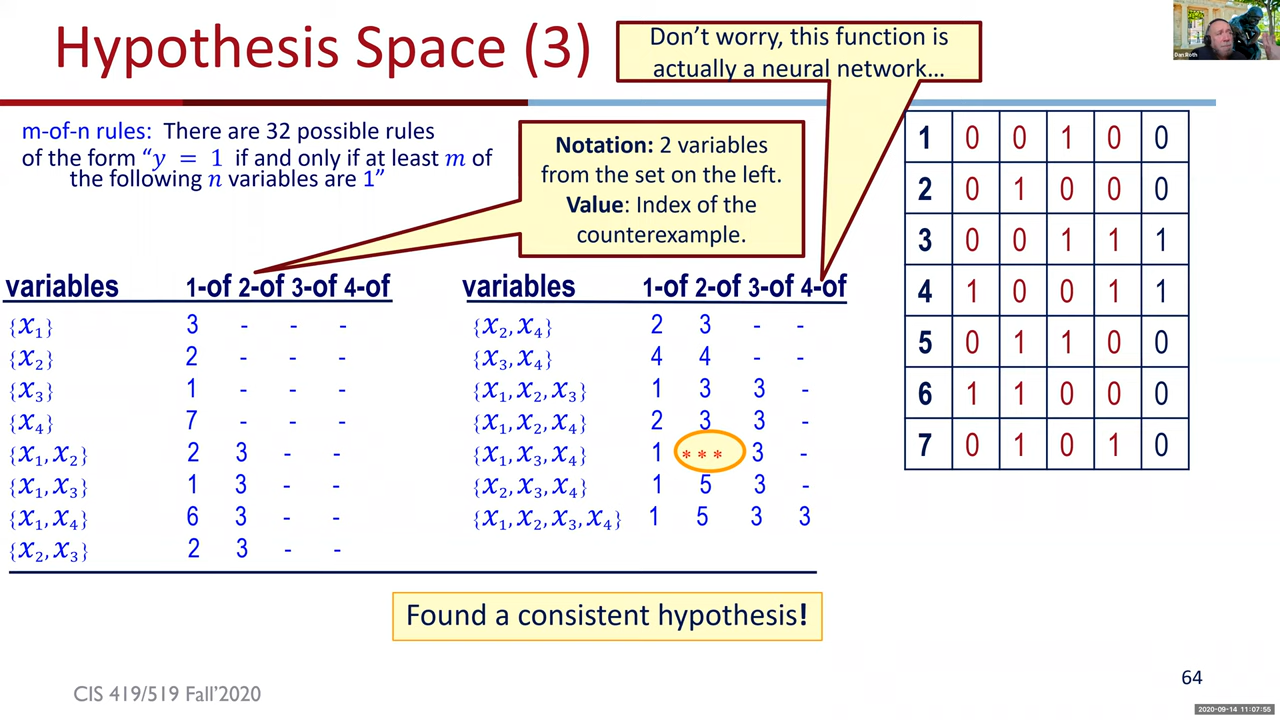 Hypothesis Space (3)
Don't worry, this function is
actually a neural network…
Dan Roth
m-of-n rules: There are 32 possible rules
of the form "y = 1 if and only if at least m of
the following n variables are 1"
Notation: 2 variables
from the set on the left.
Value: Index of the
counterexample.
variables 1-of 2-of 3-of 4-of
{x₁} 3 - - -
{x₂} 2 - - -
{x₃} 1 - - -
{x₄} 7 - - -
{x₁, x₂} 2 3 - -
{x₁, x₃} 1 3 - -
{x₁, x₄} 6 3 - -
{x₂, x₃} 2 3 - -
variables 1-of 2-of 3-of 4-of
{x₂, x₄} 2 3 - -
{x₃, x₄} 4 4 - -
{x₁, x₂, x₃} 1 3 3 -
{x₁, x₂, x₄} 2 3 3 -
{x₁, x₃, x₄} 1 * * * 3 -
{x₂, x₃, x₄} 1 5 3 -
{x₁, x₂, x₃, x₄} 1 5 3 3
1 0 0 1 0 0
2 0 1 0 0 0
3 0 0 1 1 1
4 1 0 0 1 1
5 0 1 1 0 0
6 1 1 0 0 0
7 0 1 0 1 0
Found a consistent hypothesis!
CIS 419/519 Fall'2020
64
2020-09-14 11:07:55